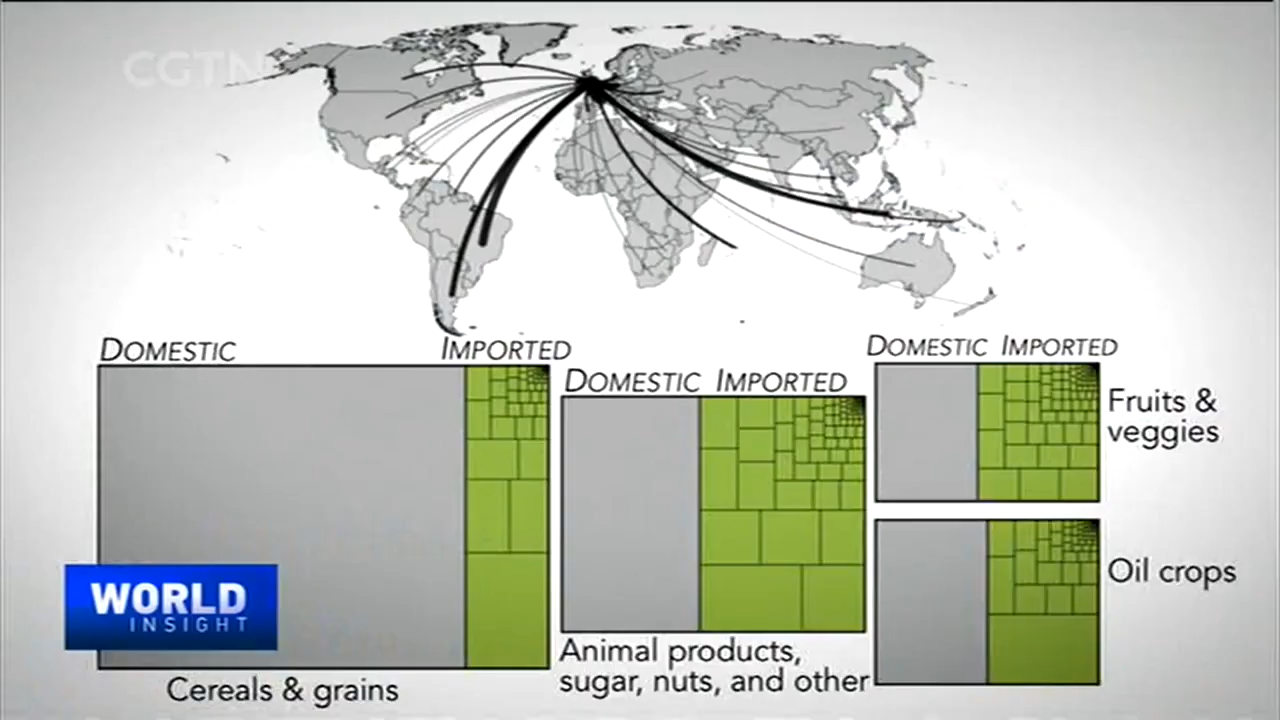 CGTN
DOMESTIC IMPORTED
DOMESTIC IMPORTED
DOMESTIC IMPORTED
Fruits &
veggies
Oil crops
WORLD
INSIGHT
Animal products,
sugar, nuts, and other
Cereals & grains